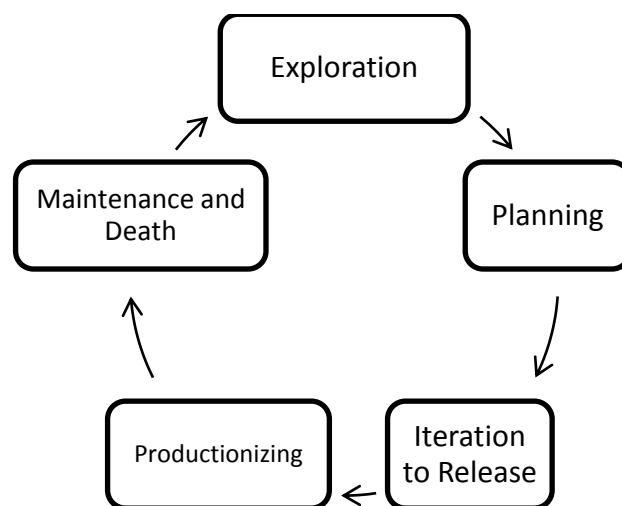 Exploration
Planning
Iteration
to Release
Productionizing
Maintenance and
Death